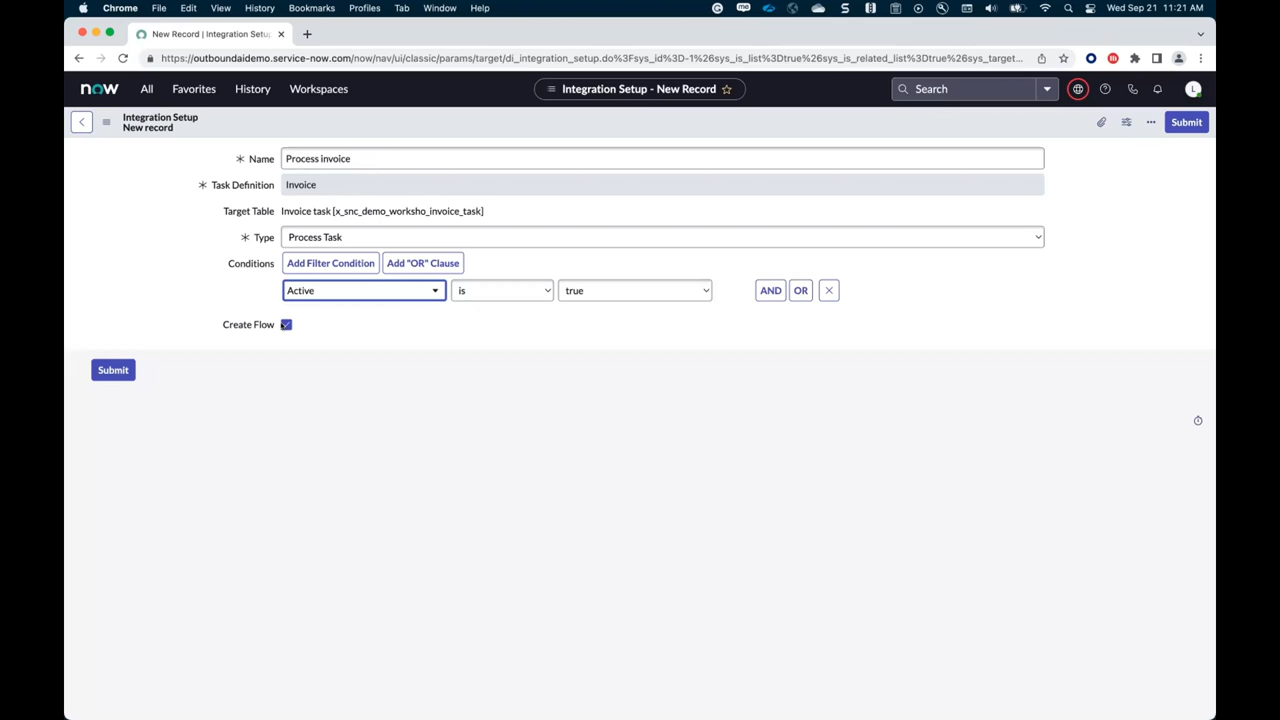 Chrome File Edit View History Bookmarks Profiles Tab Window Help Wed Sep 21 11:21 AM
New Record | Integration Setu
https://outboundaidemo.service-now.com/now/nav/ui/classic/params/target/di_integration_setup.do%3Fsys_id%3D-1%26sys_is_list%3Dtrue%26sys_is_related_list%3Dtrue%26sys_target...
now All Favorites History Workspaces Integration Setup - New Record Search L
Integration Setup
New record
Submit
Name Process invoice
Task Definition Invoice
Target Table Invoice task [x_snc_demo_worksho_invoice_task]
Type Process Task
Conditions Add Filter Condition Add "OR" Clause
Active is true AND OR
Create Flow
Submit